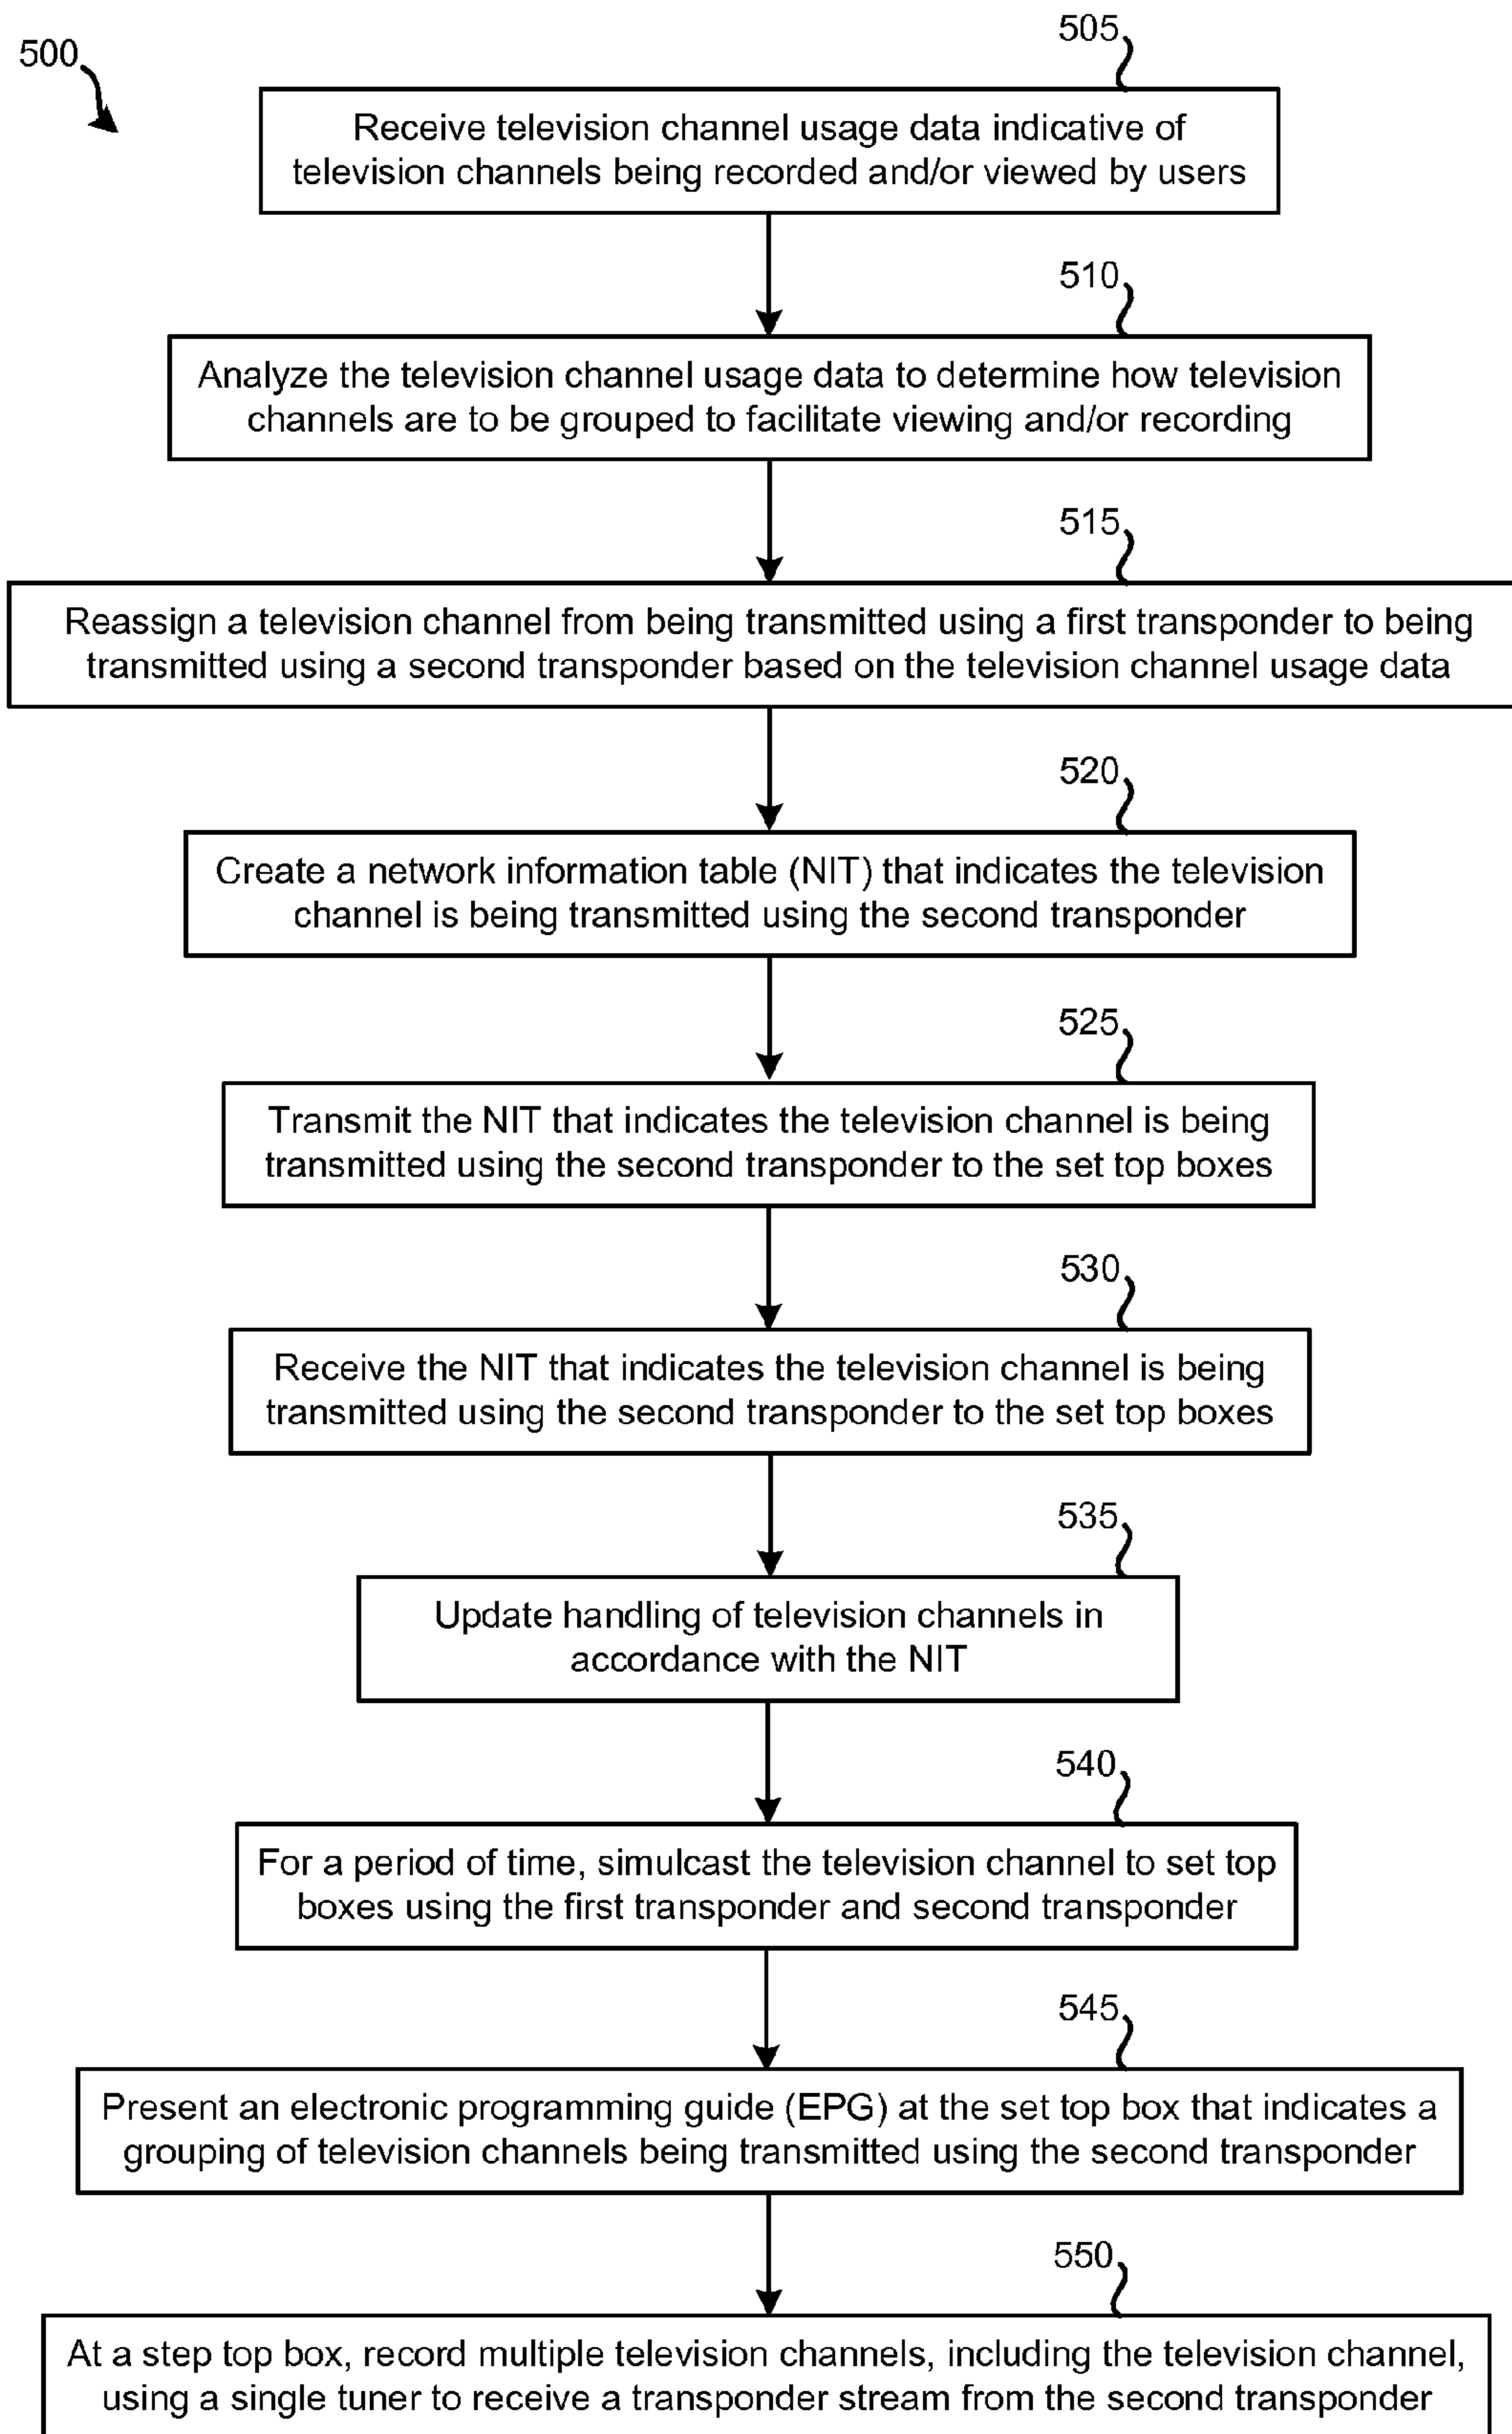 500
505
Receive television channel usage data indicative of
television channels being recorded and/or viewed by users
510
Analyze the television channel usage data to determine how television
channels are to be grouped to facilitate viewing and/or recording
515
Reassign a television channel from being transmitted using a first transponder to being
transmitted using a second transponder based on the television channel usage data
520
Create a network information table (NIT) that indicates the television
channel is being transmitted using the second transponder
525
Transmit the NIT that indicates the television channel is being
transmitted using the second transponder to the set top boxes
530
Receive the NIT that indicates the television channel is being
transmitted using the second transponder to the set top boxes
535
Update handling of television channels in
accordance with the NIT
540
For a period of time, simulcast the television channel to set top
boxes using the first transponder and second transponder
545
Present an electronic programming guide (EPG) at the set top box that indicates a
grouping of television channels being transmitted using the second transponder
550
At a step top box, record multiple television channels, including the television channel,
using a single tuner to receive a transponder stream from the second transponder